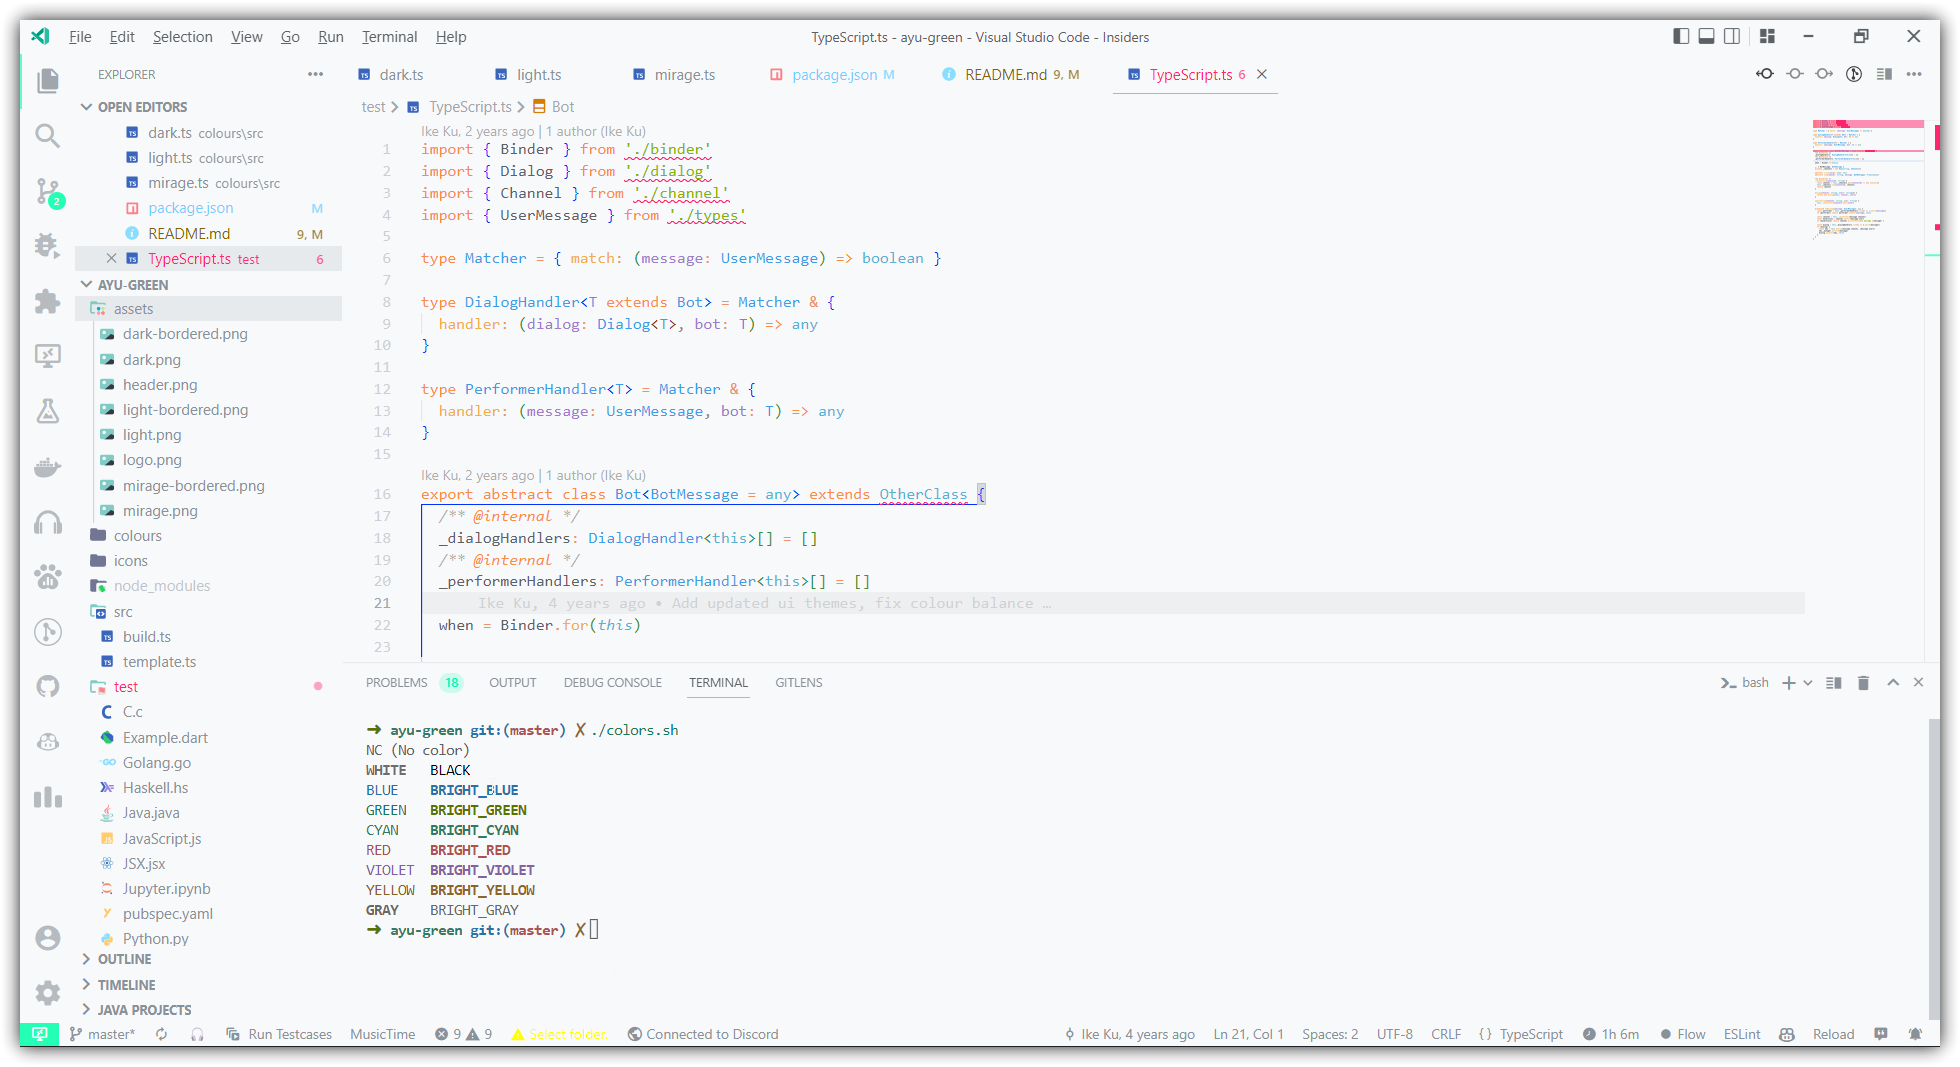 File Edit Selection View Go Run Terminal Help
TypeScript.ts - ayu-green - Visual Studio Code - Insiders
EXPLORER
dark.ts light.ts mirage.ts package.json M README.md 9, M TypeScript.ts 6
OPEN EDITORS
dark.ts colours\src
light.ts colours\src
mirage.ts colours\src
package.json M
README.md 9, M
TypeScript.ts test 6
2
AYU-GREEN
assets
dark-bordered.png
dark.png
header.png
light-bordered.png
light.png
logo.png
mirage-bordered.png
mirage.png
colours
icons
node_modules
src
build.ts
template.ts
test
C.c
Example.dart
Golang.go
Haskell.hs
Java.java
JavaScript.js
JSX.jsx
Jupyter.ipynb
pubspec.yaml
Python.py
OUTLINE
TIMELINE
JAVA PROJECTS
test > TypeScript.ts > Bot
Ike Ku, 2 years ago | 1 author (Ike Ku)
1 import { Binder } from './binder'
2 import { Dialog } from './dialog'
3 import { Channel } from './channel'
4 import { UserMessage } from './types'
5
6 type Matcher = { match: (message: UserMessage) => boolean }
7
8 type DialogHandler<T extends Bot> = Matcher & {
9 handler: (dialog: Dialog<T>, bot: T) => any
10 }
11
12 type PerformerHandler<T> = Matcher & {
13 handler: (message: UserMessage, bot: T) => any
14 }
15
Ike Ku, 2 years ago | 1 author (Ike Ku)
16 export abstract class Bot<BotMessage = any> extends OtherClass {
17 /** @internal */
18 _dialogHandlers: DialogHandler<this>[] = []
19 /** @internal */
20 _performerHandlers: PerformerHandler<this>[] = []
21 Ike Ku, 4 years ago • Add updated ui themes, fix colour balance …
22 when = Binder.for(this)
23
PROBLEMS 18 OUTPUT DEBUG CONSOLE TERMINAL GITLENS
bash
➜ ayu-green git:(master) ✗ ./colors.sh
NC (No color)
WHITE BLACK
BLUE BRIGHT_BLUE
GREEN BRIGHT_GREEN
CYAN BRIGHT_CYAN
RED BRIGHT_RED
VIOLET BRIGHT_VIOLET
YELLOW BRIGHT_YELLOW
GRAY BRIGHT_GRAY
➜ ayu-green git:(master) ✗
master* Run Testcases MusicTime 9 9 Select folder. Connected to Discord Ike Ku, 4 years ago Ln 21, Col 1 Spaces: 2 UTF-8 CRLF {} TypeScript 1h 6m Flow ESLint Reload